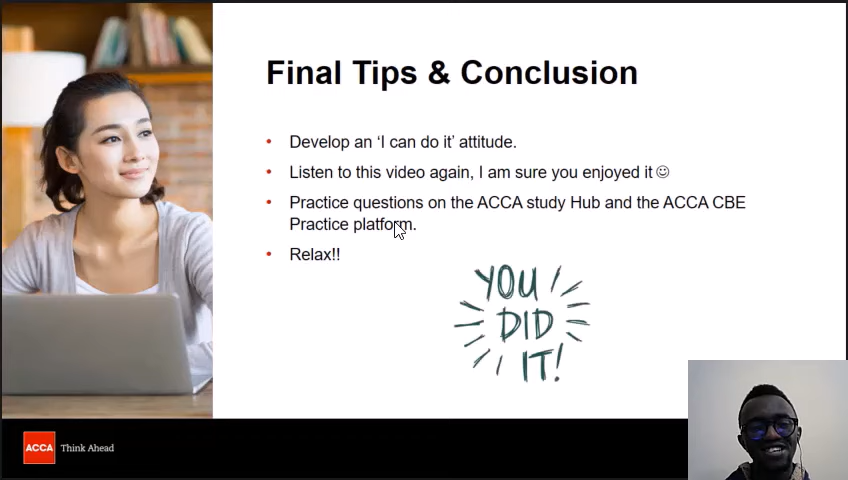 Final Tips & Conclusion
• Develop an ‘I can do it’ attitude.
• Listen to this video again, I am sure you enjoyed it☺
• Practice questions on the ACCA study Hub and the ACCA CBE
Practice platform.
• Relax!!
YOU
DID
IT!
ACCA Think Ahead